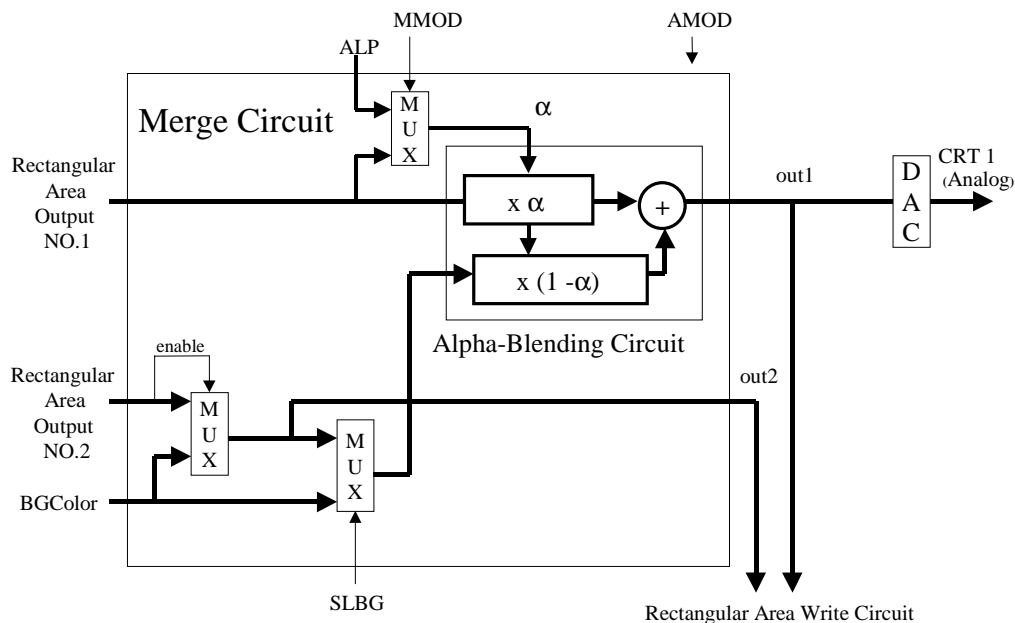 MMOD
AMOD
ALP
Merge Circuit
M
U
X
α
Rectangular
Area
Output
NO.1
x α
+
out1
D
A
C
CRT 1
(Analog)
x (1 -α)
Alpha-Blending Circuit
enable
Rectangular
Area
Output
NO.2
M
U
X
out2
M
U
X
BGColor
SLBG
Rectangular Area Write Circuit